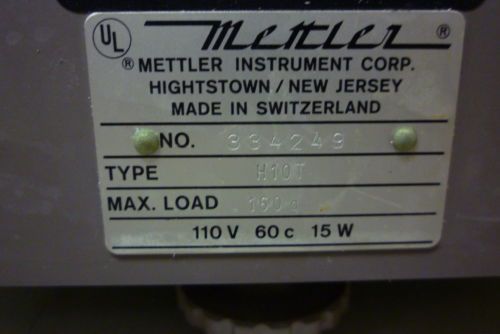 UL ® Mettler ®
® METTLER INSTRUMENT CORP.
HIGHTSTOWN / NEW JERSEY
MADE IN SWITZERLAND
NO. 334249
TYPE H10T
MAX. LOAD 160g
110 V 60 c 15 W